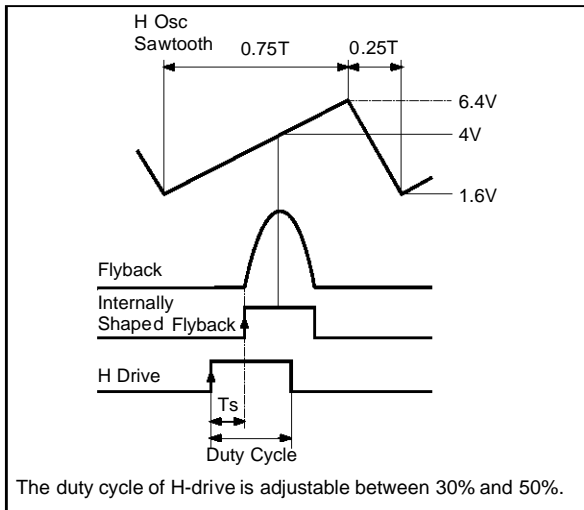 H Osc
Sawtooth
0.75T
0.25T
6.4V
4V
1.6V
Flyback
Internally
Shaped Flyback
H Drive
Ts
Duty Cycle
The duty cycle of H-drive is adjustable between 30% and 50%.